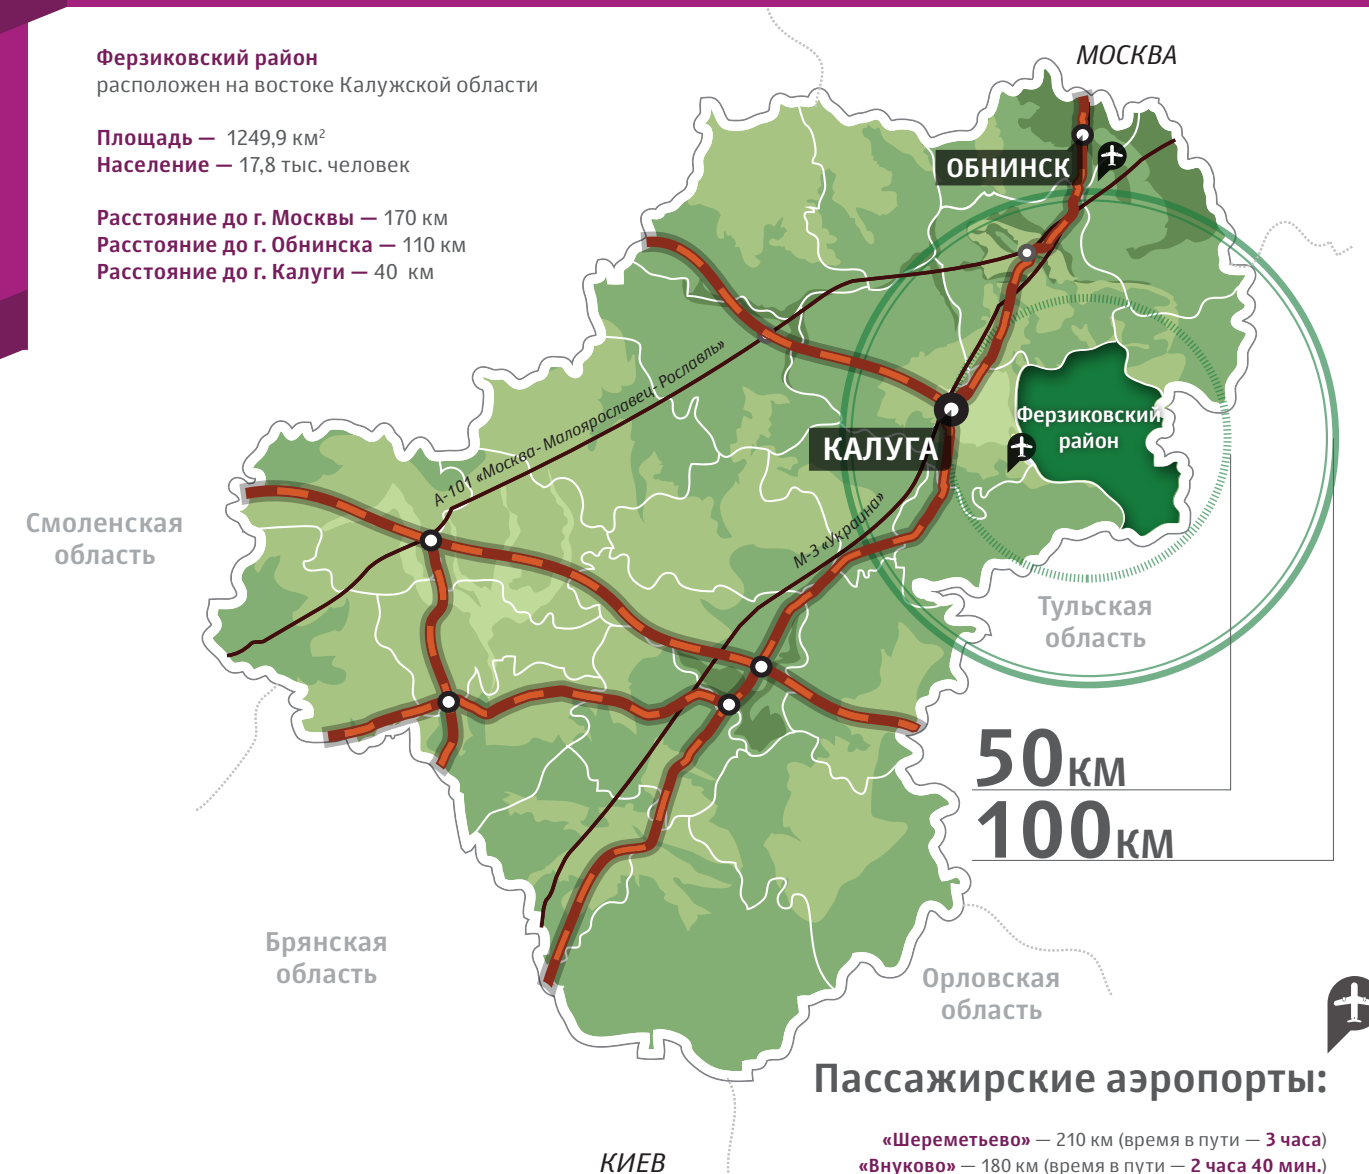 Ферзиковский район
расположен на востоке Калужской области
Площадь — 1249,9 км²
Население — 17,8 тыс. человек
Расстояние до г. Москвы — 170 км
Расстояние до г. Обнинска — 110 км
Расстояние до г. Калуги — 40 км
МОСКВА
ОБНИНСК
А-101 «Москва- Малоярославец- Рославль»
Ферзиковский
район
КАЛУГА
М-3 «Украина»
Смоленская
область
Тульская
область
50км
100км
Брянская
область
Орловская
область
Пассажирские аэропорты:
«Шереметьево» — 210 км (время в пути — 3 часа)
КИЕВ
«Внуково» — 180 км (время в пути — 2 часа 40 мин.)